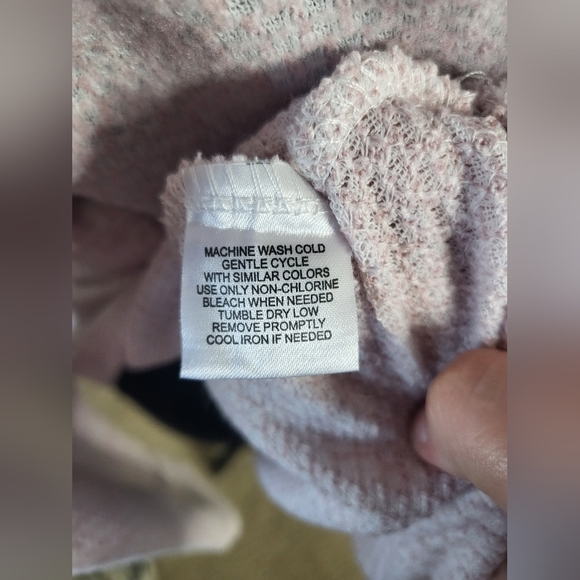 MACHINE WASH COLD
GENTLE CYCLE
WITH SIMILAR COLORS
USE ONLY NON-CHLORINE
BLEACH WHEN NEEDED
TUMBLE DRY LOW
REMOVE PROMPTLY
COOL IRON IF NEEDED